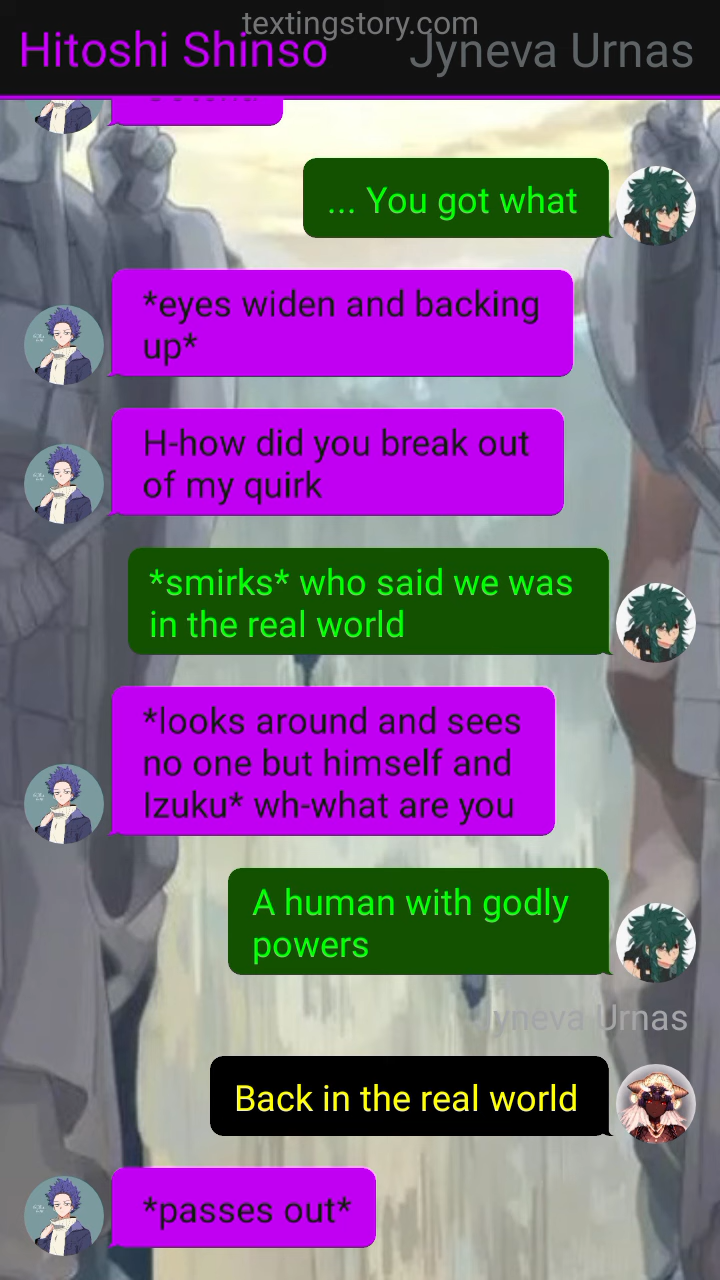 textingstory.com
Hitoshi Shinso
Jyneva Urnas
... You got what
*eyes widen and backing
up*
H-how did you break out
of my quirk
*smirks* who said we was
in the real world
*looks around and sees
no one but himself and
Izuku* wh-what are you
A human with godly
powers
Jyneva Urnas
Back in the real world
*passes out*